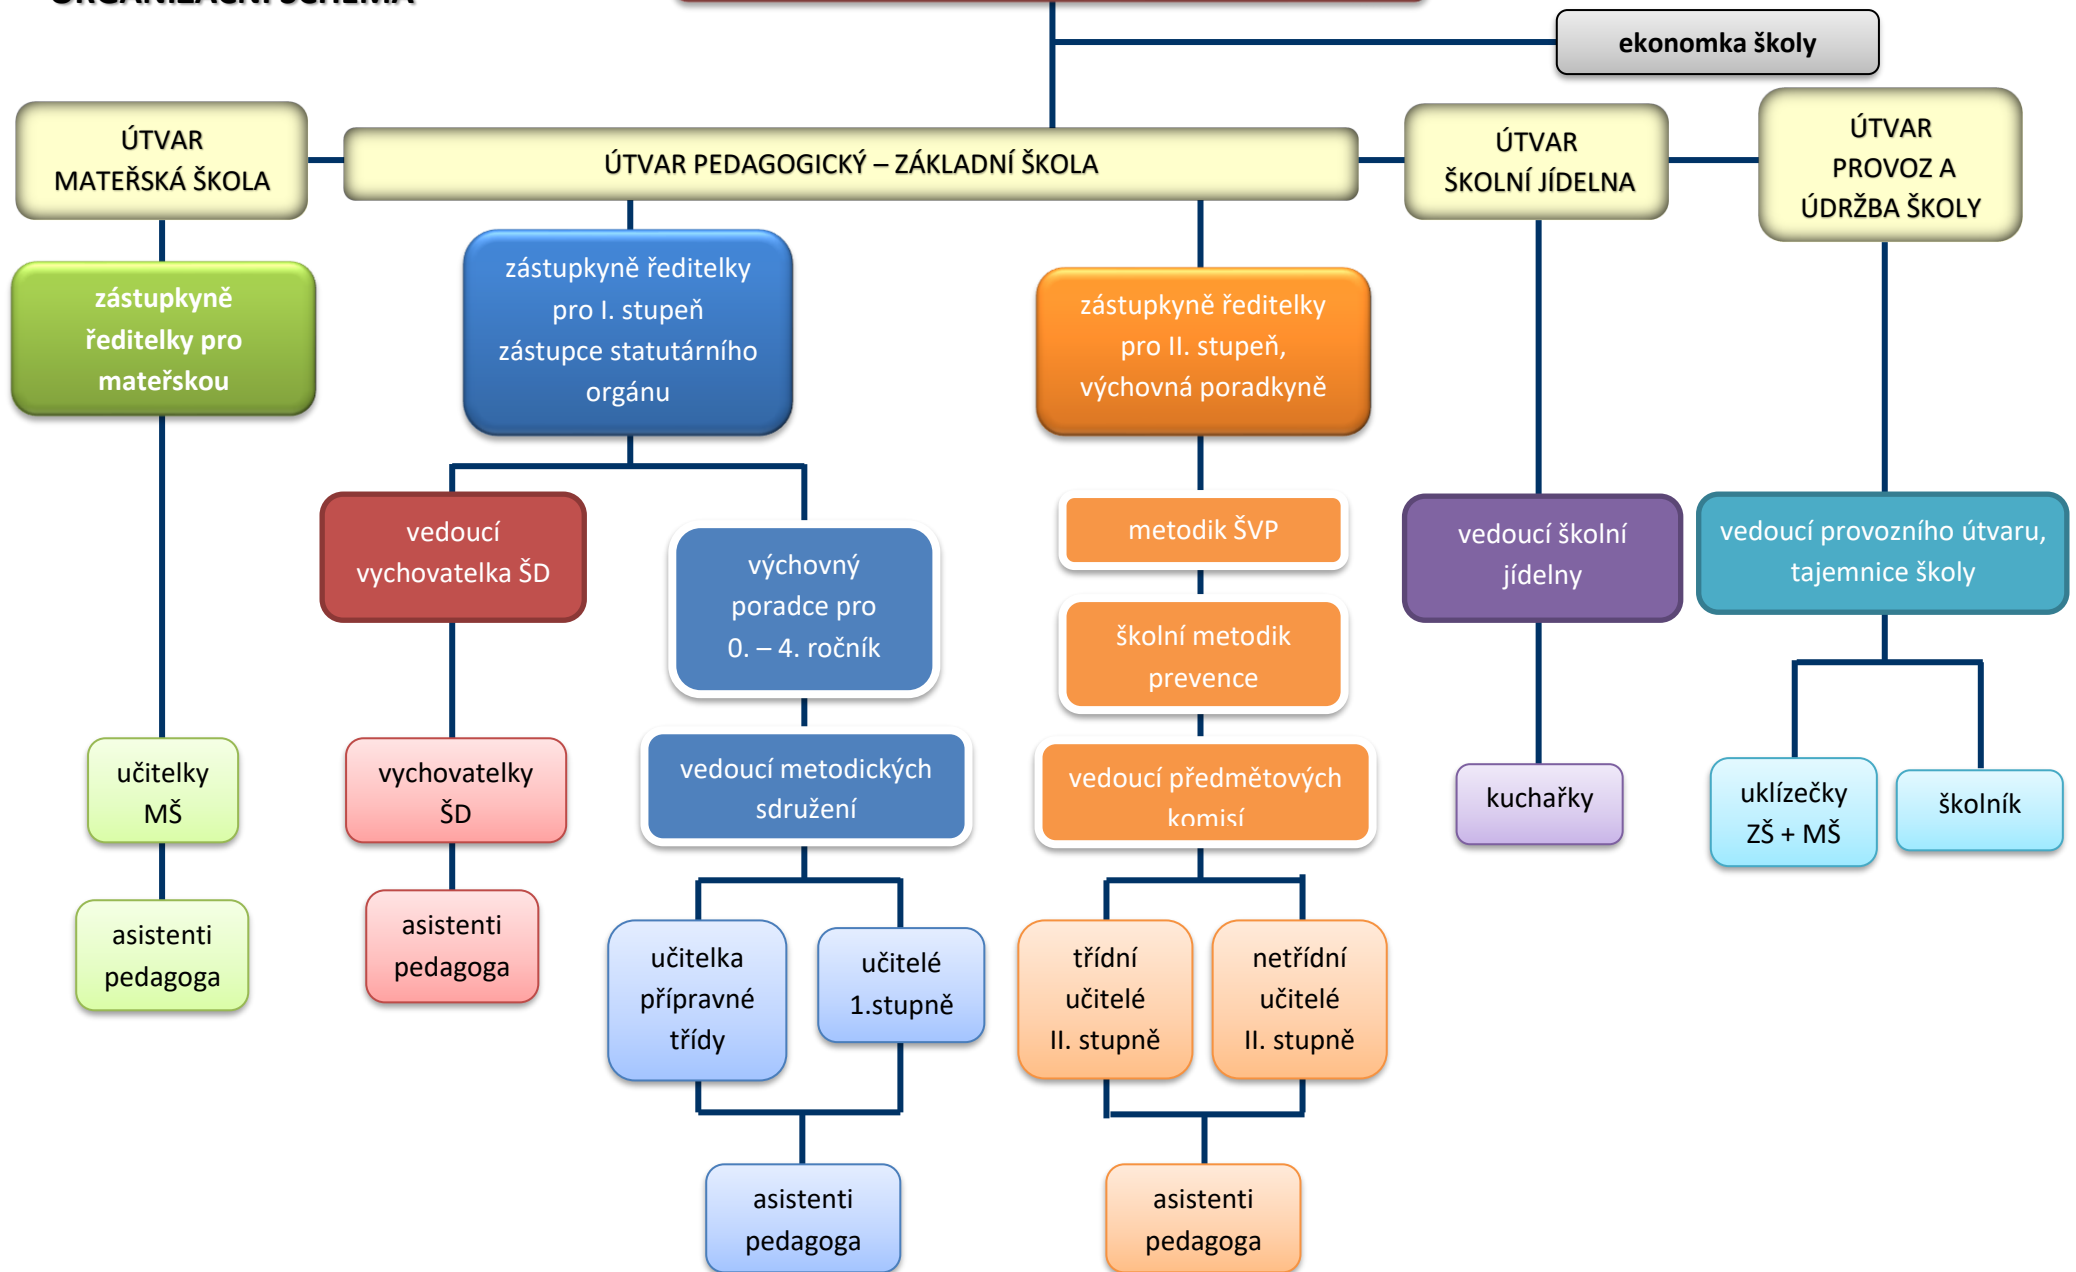 ORGANIZAČNÍ SCHÉMA
ekonomka školy
ÚTVAR
MATEŘSKÁ ŠKOLA
ÚTVAR PEDAGOGICKÝ – ZÁKLADNÍ ŠKOLA
ÚTVAR
ŠKOLNÍ JÍDELNA
ÚTVAR
PROVOZ A
ÚDRŽBA ŠKOLY
zástupkyně
ředitelky pro
mateřskou
zástupkyně ředitelky
pro I. stupeň
zástupce statutárního
orgánu
zástupkyně ředitelky
pro II. stupeň,
výchovná poradkyně
vedoucí
vychovatelka ŠD
výchovný
poradce pro
0. – 4. ročník
metodik ŠVP
školní metodik
prevence
vedoucí školní
jídelny
vedoucí provozního útvaru,
tajemnice školy
učitelky
MŠ
vychovatelky
ŠD
vedoucí metodických
sdružení
vedoucí předmětových
komisí
kuchařky
uklízečky
ZŠ + MŠ
školník
asistenti
pedagoga
asistenti
pedagoga
učitelka
přípravné
třídy
učitelé
1.stupně
třídní
učitelé
II. stupně
netřídní
učitelé
II. stupně
asistenti
pedagoga
asistenti
pedagoga